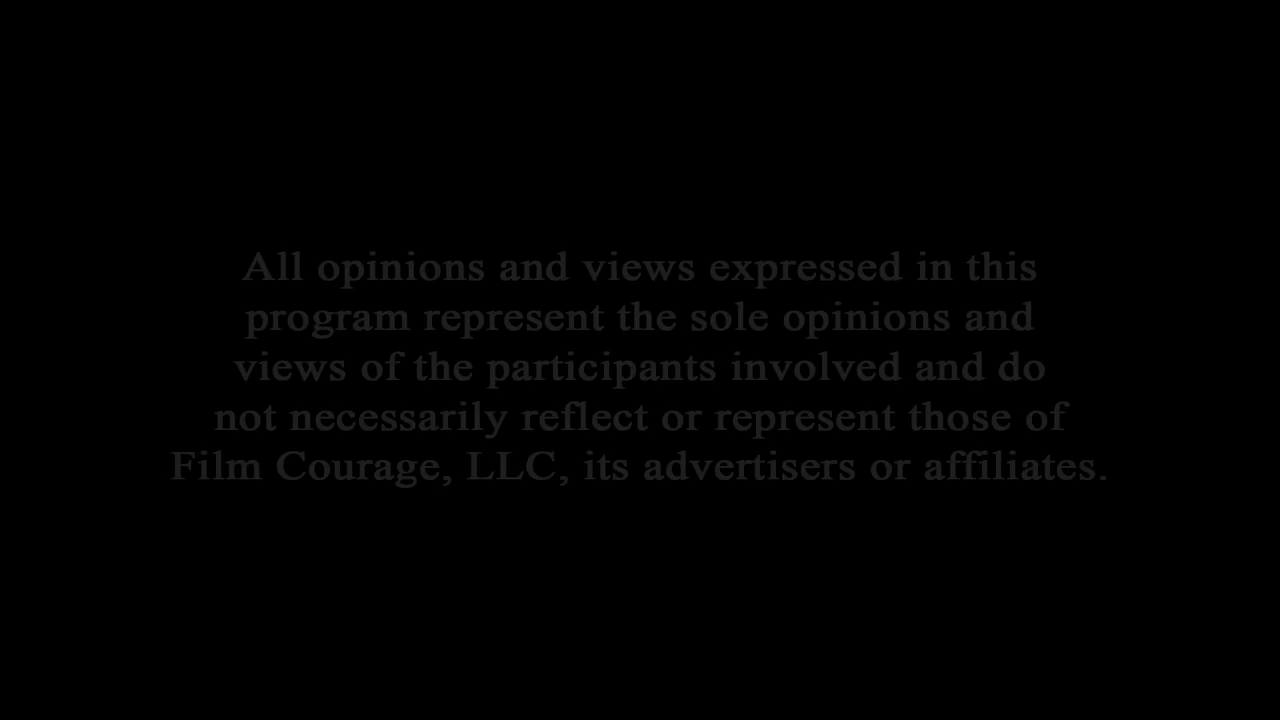 All opinions and views expressed in this
program represent the sole opinions and
views of the participants involved and do
not necessarily reflect or represent those of
Film Courage, LLC, its advertisers or affiliates.